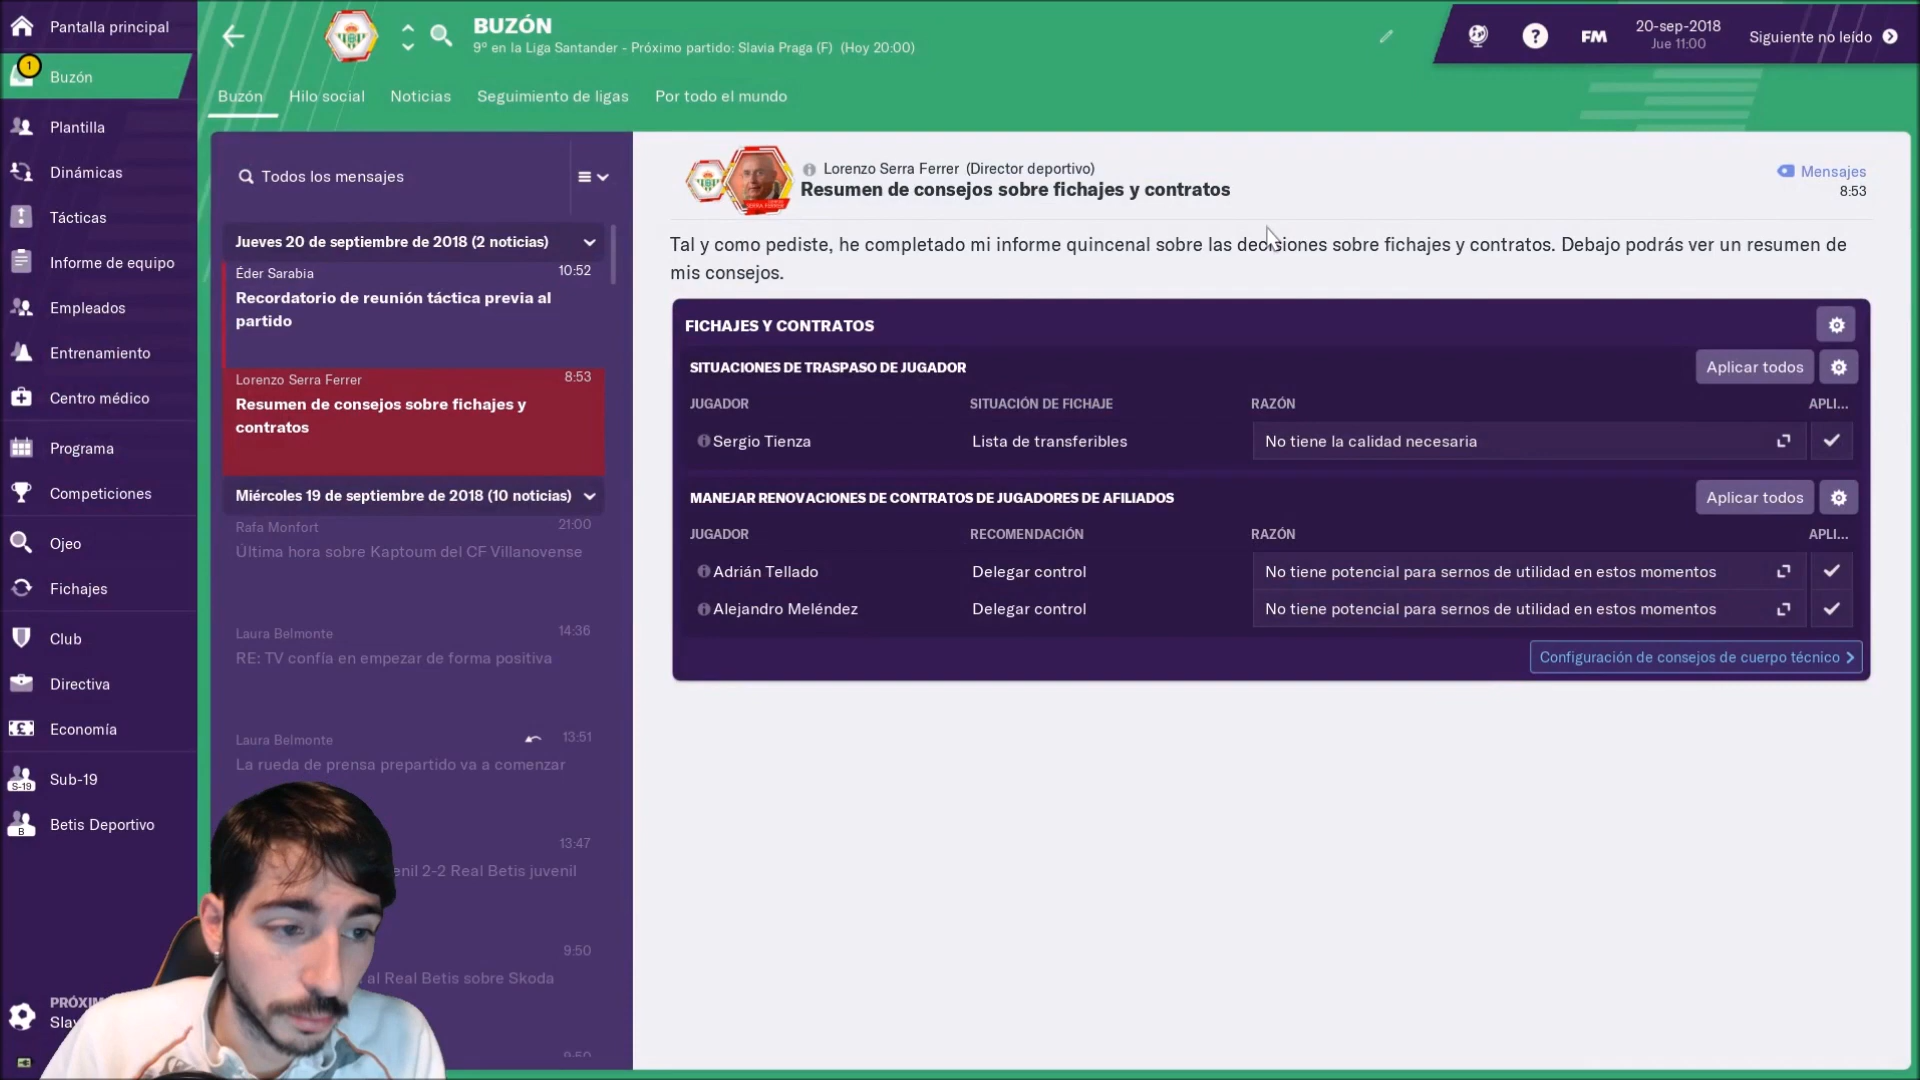 Pantalla principal
1
Buzón
Plantilla
Dinámicas
Tácticas
Informe de equipo
Empleados
Entrenamiento
Centro médico
Programa
Competiciones
Ojeo
Fichajes
Club
Directiva
Economía
S-19
Sub-19
B
Betis Deportivo
BUZÓN
9º en la Liga Santander - Próximo partido: Slavia Praga (F) (Hoy 20:00)
?
FM
20-sep-2018
Jue 11:00
Siguiente no leído
Buzón
Hilo social
Noticias
Seguimiento de ligas
Por todo el mundo
Todos los mensajes
Jueves 20 de septiembre de 2018 (2 noticias)
Éder Sarabia
10:52
Recordatorio de reunión táctica previa al
partido
Lorenzo Serra Ferrer
8:53
Resumen de consejos sobre fichajes y
contratos
Miércoles 19 de septiembre de 2018 (10 noticias)
Rafa Monfort
21:00
Última hora sobre Kaptoum del CF Villanovense
Laura Belmonte
14:36
RE: TV confía en empezar de forma positiva
Laura Belmonte
13:51
La rueda de prensa prepartido va a comenzar
13:47
2-2 Real Betis juvenil
9:50
al Real Betis sobre Skoda
9:50
Lorenzo Serra Ferrer (Director deportivo)
Resumen de consejos sobre fichajes y contratos
Mensajes
8:53
Tal y como pediste, he completado mi informe quincenal sobre las decisiones sobre fichajes y contratos. Debajo podrás ver un resumen de
mis consejos.
FICHAJES Y CONTRATOS
SITUACIONES DE TRASPASO DE JUGADOR
Aplicar todos
JUGADOR
SITUACIÓN DE FICHAJE
RAZÓN
APLI...
Sergio Tienza
Lista de transferibles
No tiene la calidad necesaria
MANEJAR RENOVACIONES DE CONTRATOS DE JUGADORES DE AFILIADOS
Aplicar todos
JUGADOR
RECOMENDACIÓN
RAZÓN
APLI...
Adrián Tellado
Delegar control
No tiene potencial para sernos de utilidad en estos momentos
Alejandro Meléndez
Delegar control
No tiene potencial para sernos de utilidad en estos momentos
Configuración de consejos de cuerpo técnico